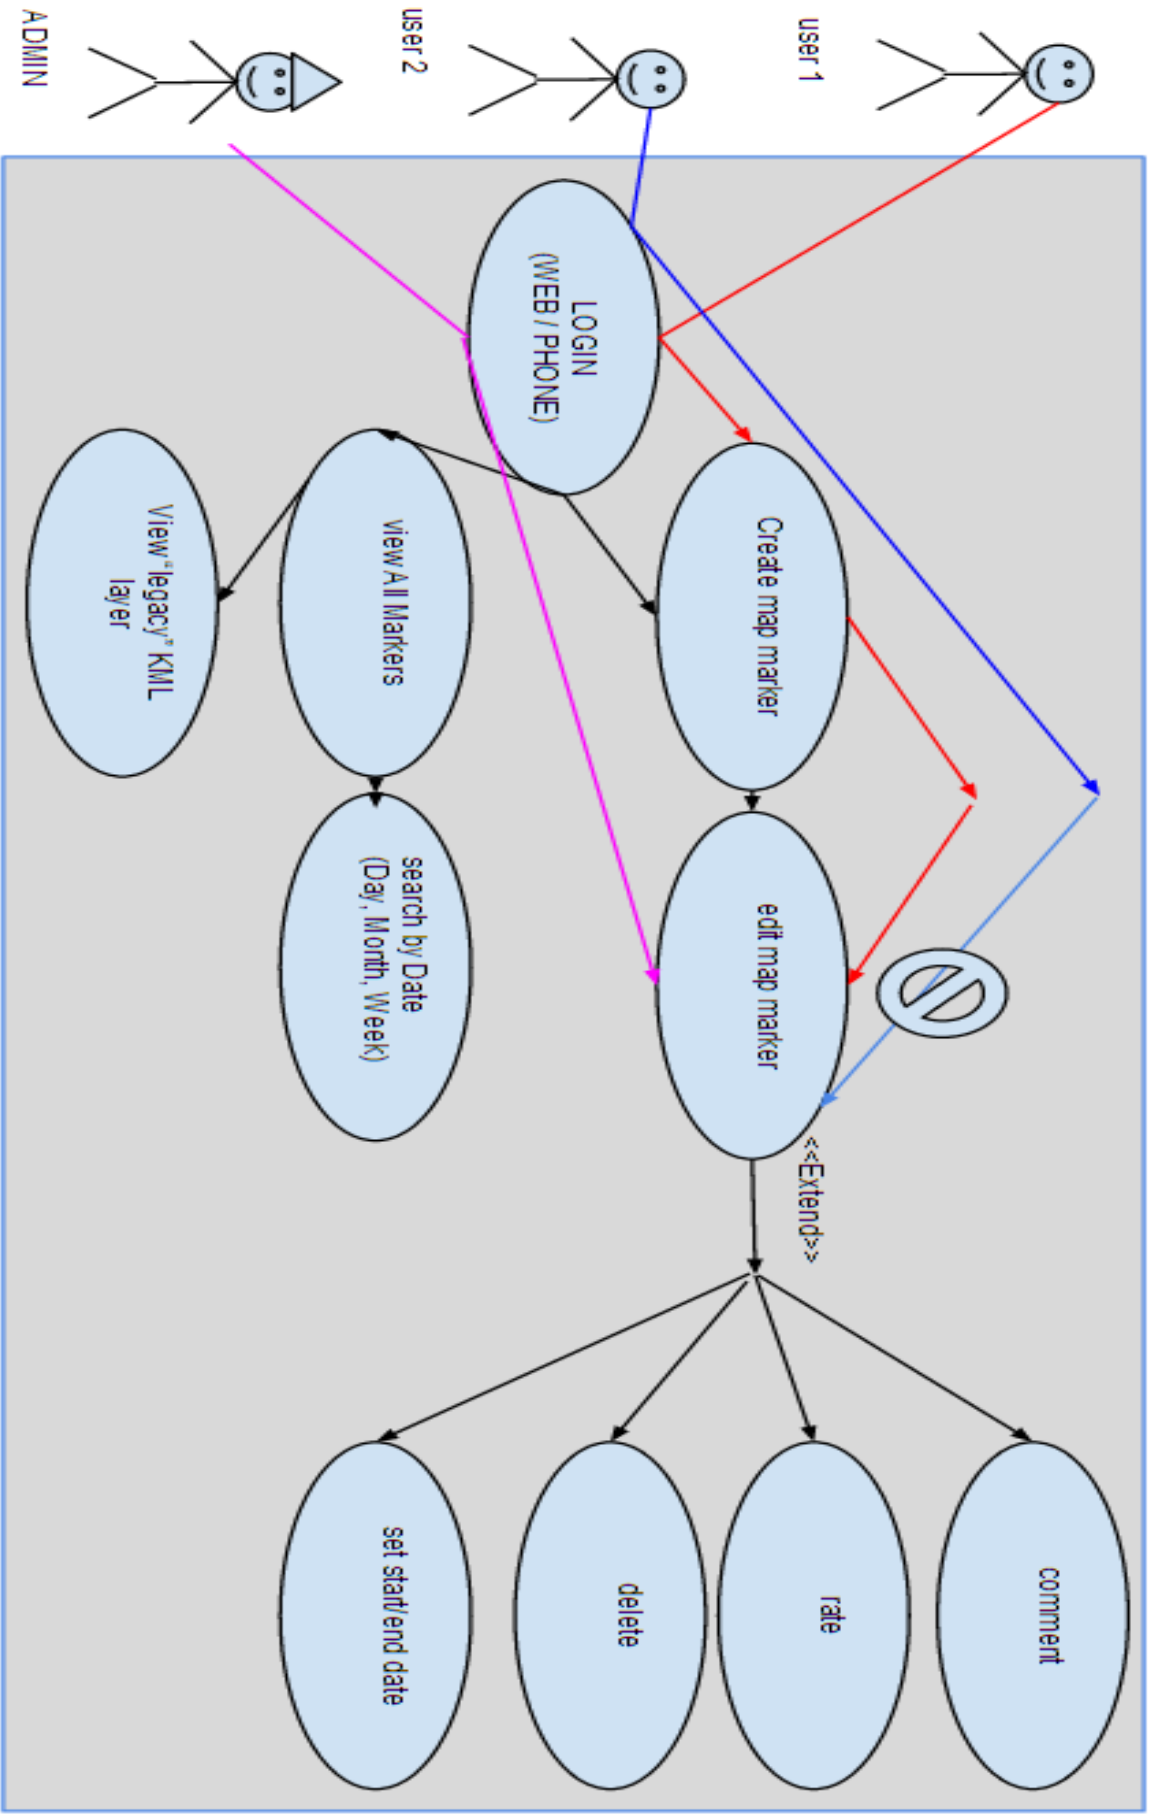 user 1
user 2
ADMIN
LOGIN
(WEB / PHONE)
Create map marker
view All Markers
View "legacy" KML
layer
edit map marker
search by Date
(Day, Month, Week)
<<Extend>>
comment
rate
delete
set start/end date